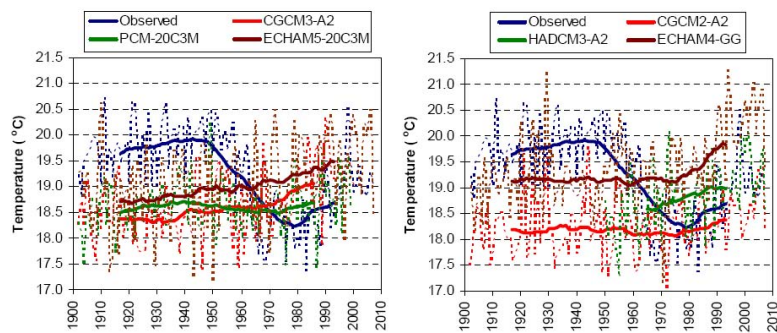 Observed CGCM3-A2
PCM-20C3M ECHAM5-20C3M
Temperature ( °C)
21.5
21.0
20.5
20.0
19.5
19.0
18.5
18.0
17.5
17.0
1900 1910 1920 1930 1940 1950 1960 1970 1980 1990 2000 2010
Observed CGCM2-A2
HADCM3-A2 ECHAM4-GG
Temperature ( °C)
21.5
21.0
20.5
20.0
19.5
19.0
18.5
18.0
17.5
17.0
1900 1910 1920 1930 1940 1950 1960 1970 1980 1990 2000 2010